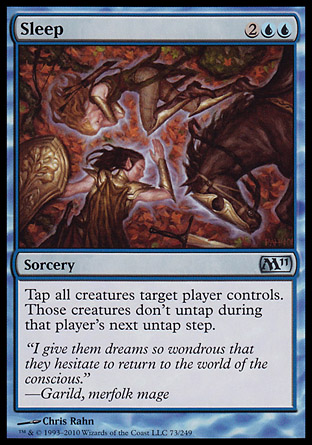 Sleep 2
Sorcery M11
Tap all creatures target player controls.
Those creatures don't untap during
that player's next untap step.
"I give them dreams so wondrous that
they hesitate to return to the world of the
conscious."
—Garild, merfolk mage
Chris Rahn
™ & © 1993-2010 Wizards of the Coast LLC 73/249